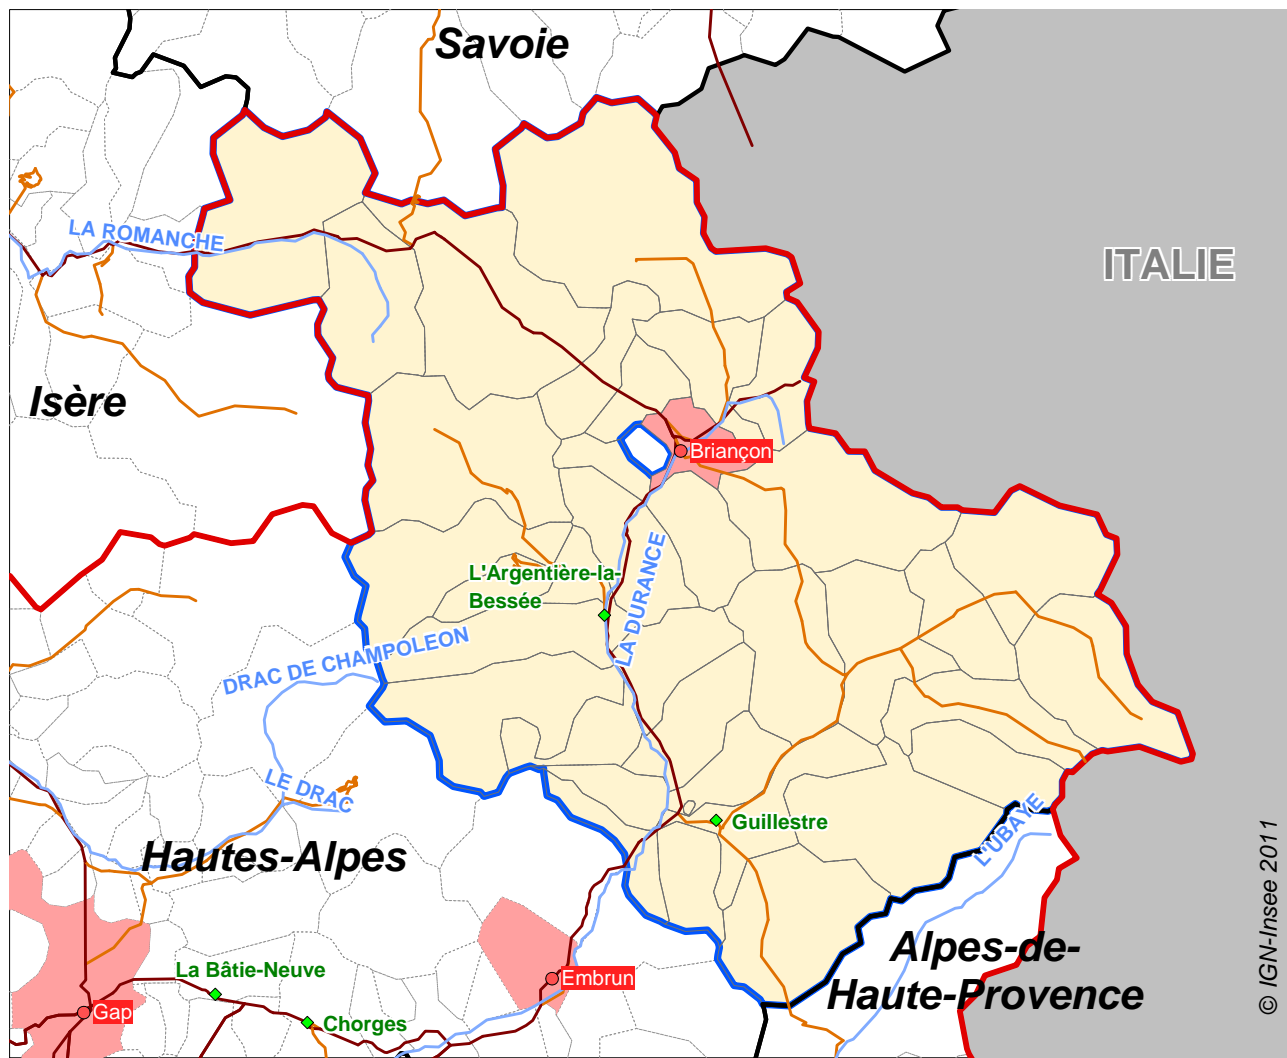 Savoie
LA ROMANCHE
ITALIE
Isère
Briançon
L'Argentière-la-
Bessée
LA DURANCE
DRAC DE CHAMPOLEON
LE DRAC
Hautes-Alpes
Guillestre
L'UBAYE
Alpes-de-
Haute-Provence
La Bâtie-Neuve
Embrun
Gap
Chorges
© IGN-Insee 2011